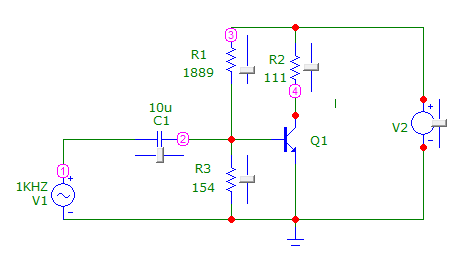 3
R1
1889
R2
111
4
10u
C1
2
Q1
V2
+
-
1
1KHZ
V1
+
-
R3
154